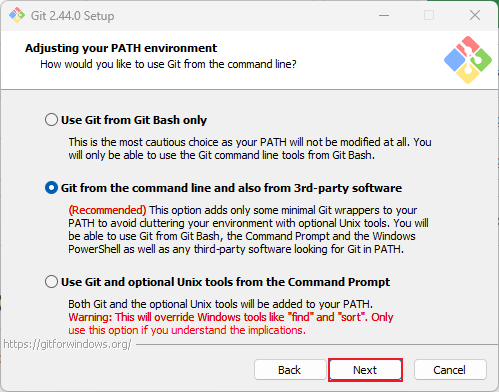 Git 2.44.0 Setup
Adjusting your PATH environment
How would you like to use Git from the command line?
Use Git from Git Bash only
This is the most cautious choice as your PATH will not be modified at all. You
will only be able to use the Git command line tools from Git Bash.
Git from the command line and also from 3rd-party software
(Recommended) This option adds only some minimal Git wrappers to your
PATH to avoid cluttering your environment with optional Unix tools. You will
be able to use Git from Git Bash, the Command Prompt and the Windows
PowerShell as well as any third-party software looking for Git in PATH.
Use Git and optional Unix tools from the Command Prompt
Both Git and the optional Unix tools will be added to your PATH.
Warning: This will override Windows tools like "find" and "sort". Only
use this option if you understand the implications.
https://gitforwindows.org/
Back Next Cancel